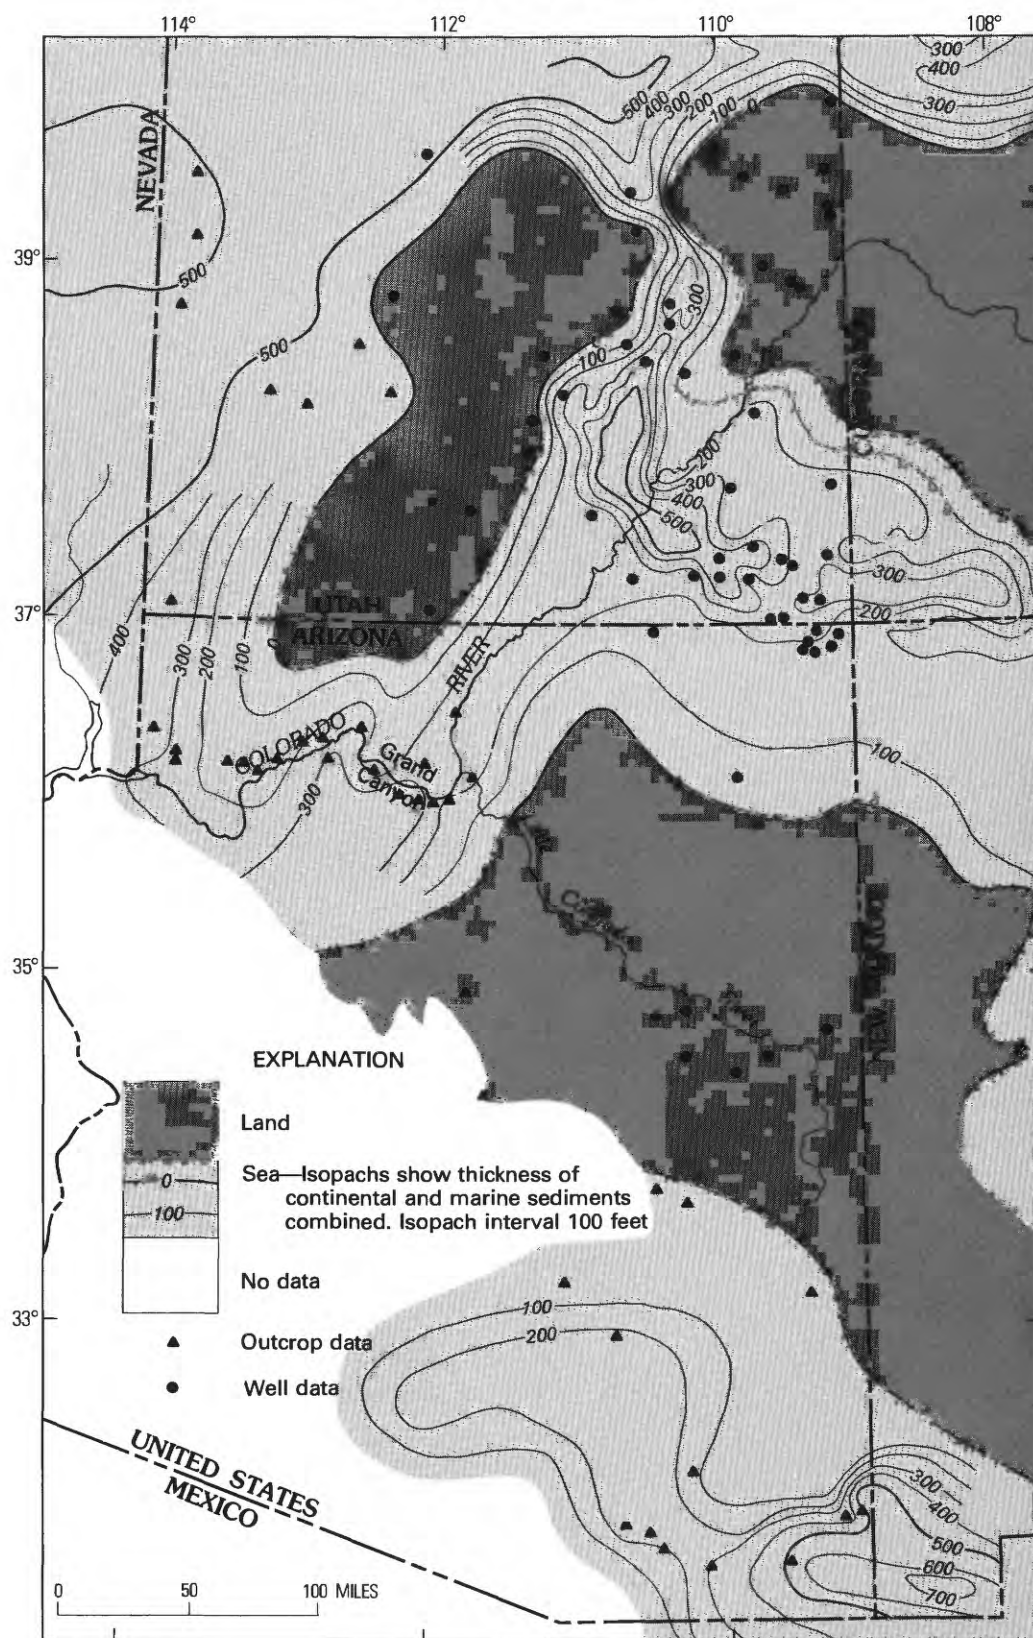 114° 112° 110° 108°
300
400
300
500 400 300 200 100 0
NEVADA
39°
500
300
500
100
COLORADO
200
300
400
500
300
200
37°
UTAH
ARIZONA
0
400
300
200
100
RIVER
COLORADO
Grand
Canyon
300
100
35°
NEW MEXICO
EXPLANATION
Land
0
Sea—Isopachs show thickness of
continental and marine sediments
combined. Isopach interval 100 feet
100
No data
Outcrop data
Well data
33°
100
200
UNITED STATES
MEXICO
300
400
500
600
700
0 50 100 MILES